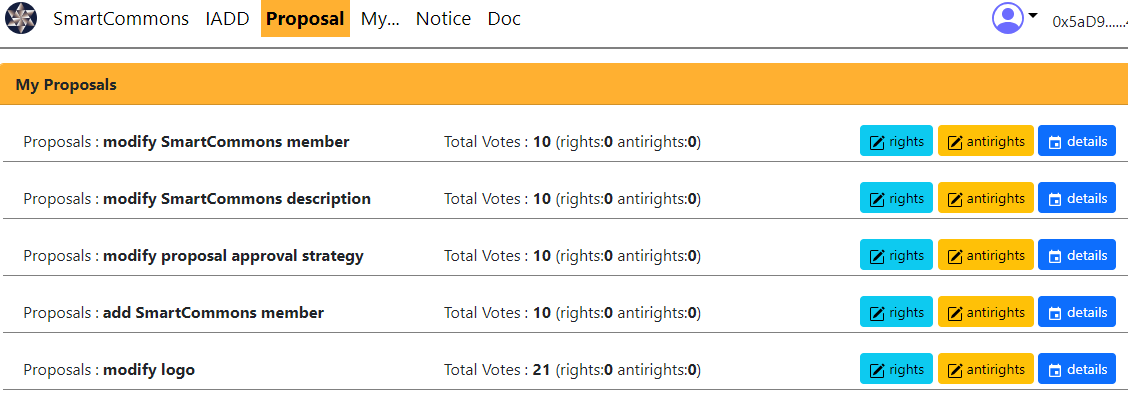 SmartCommons IADD Proposal My... Notice Doc 0x5aD9......
My Proposals
Proposals : modify SmartCommons member Total Votes : 10 (rights:0 antirights:0) rights antirights details
Proposals : modify SmartCommons description Total Votes : 10 (rights:0 antirights:0) rights antirights details
Proposals : modify proposal approval strategy Total Votes : 10 (rights:0 antirights:0) rights antirights details
Proposals : add SmartCommons member Total Votes : 10 (rights:0 antirights:0) rights antirights details
Proposals : modify logo Total Votes : 21 (rights:0 antirights:0) rights antirights details